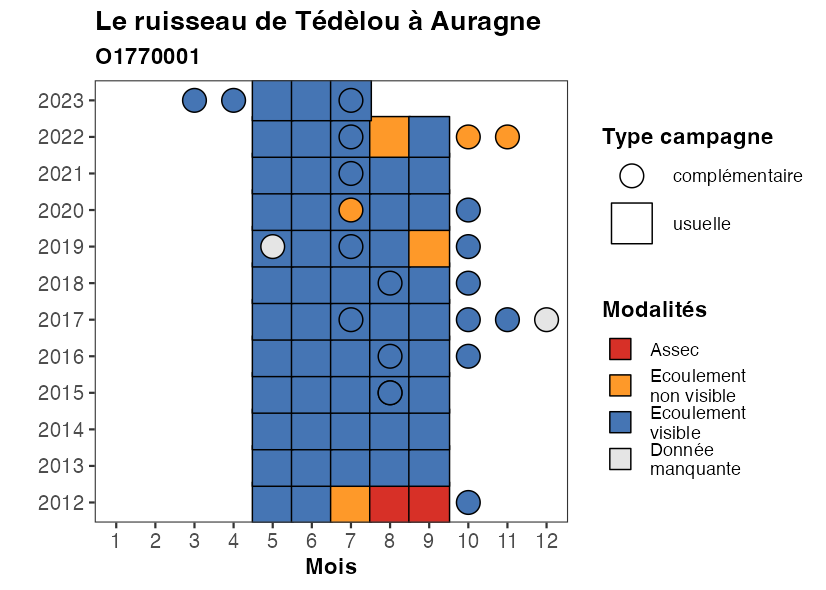 Le ruisseau de Tédèlou à Auragne
O1770001
2023
2022
2021
2020
2019
2018
2017
2016
2015
2014
2013
2012
1 2 3 4 5 6 7 8 9 10 11 12
Mois
Type campagne
complémentaire
usuelle
Modalités
Assec
Ecoulement
non visible
Ecoulement
visible
Donnée
manquante